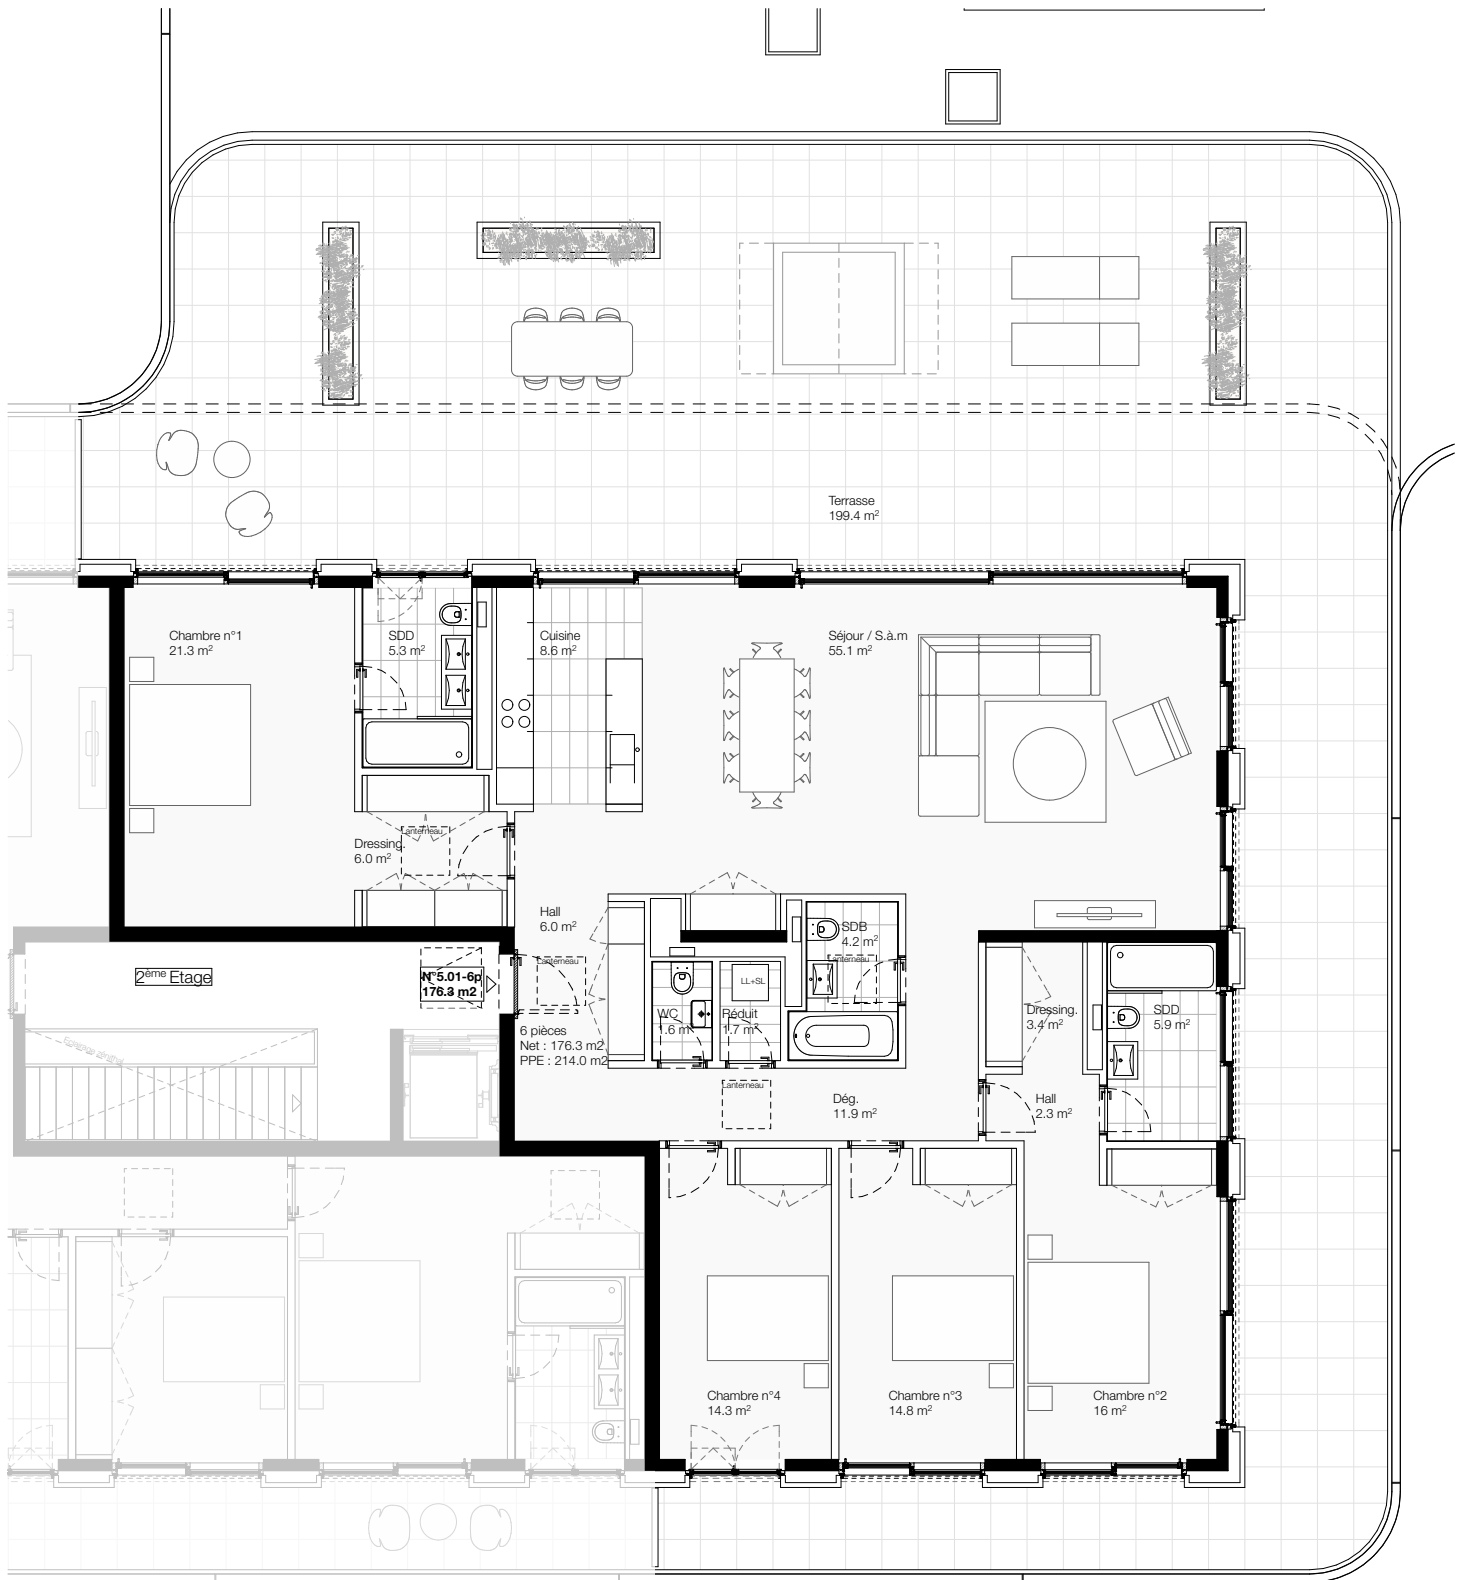 Terrasse
199.4 m²
Chambre n°1
21.3 m²
SDD
5.3 m²
Cuisine
8.6 m²
Séjour / S.à.m
55.1 m²
Lanterneau
Dressing.
6.0 m²
Hall
6.0 m²
SDB
4.2 m²
Lanterneau
Lanterneau
2ème Etage
N°5.01-6p
176.3 m2
LL+SL
WC
1.6 m²
Réduit
1.7 m²
Dressing.
3.4 m²
SDD
5.9 m²
6 pièces
Net : 176.3 m2
PPE : 214.0 m2
Lanterneau
Dég.
11.9 m²
Hall
2.3 m²
Chambre n°4
14.3 m²
Chambre n°3
14.8 m²
Chambre n°2
16 m²